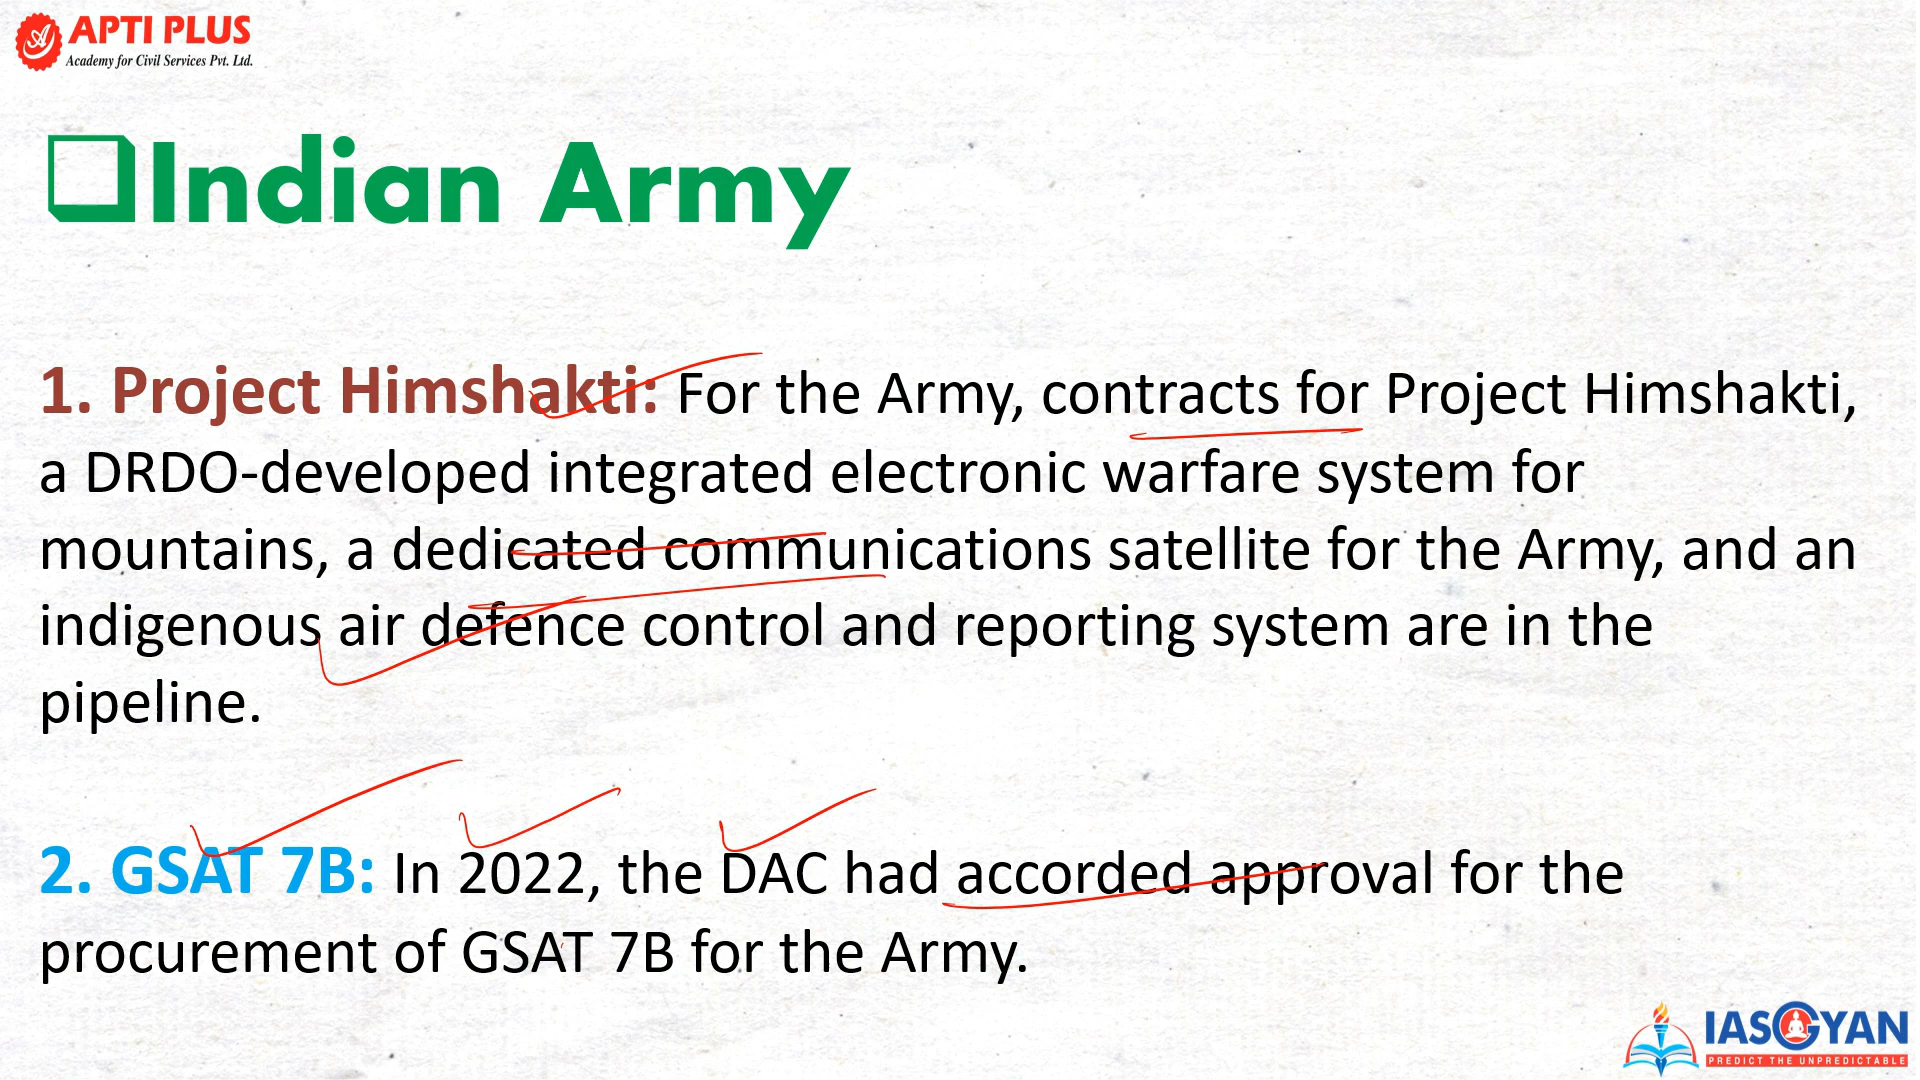 APTI PLUS
Academy for Civil Services Pvt. Ltd.
Indian Army
1. Project Himshakti: For the Army, contracts for Project Himshakti,
a DRDO-developed integrated electronic warfare system for
mountains, a dedicated communications satellite for the Army, and an
indigenous air defence control and reporting system are in the
pipeline.
2. GSAT 7B: In 2022, the DAC had accorded approval for the
procurement of GSAT 7B for the Army.
IASGYAN
PREDICT THE UNPREDICTABLE